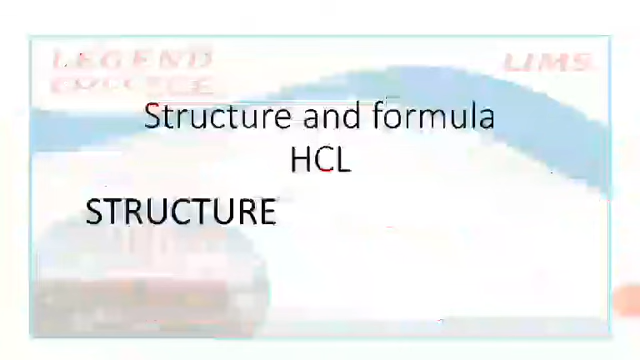 LEGEND LIMS
COLLEGE
Structure and formula
HCL
STRUCTURE